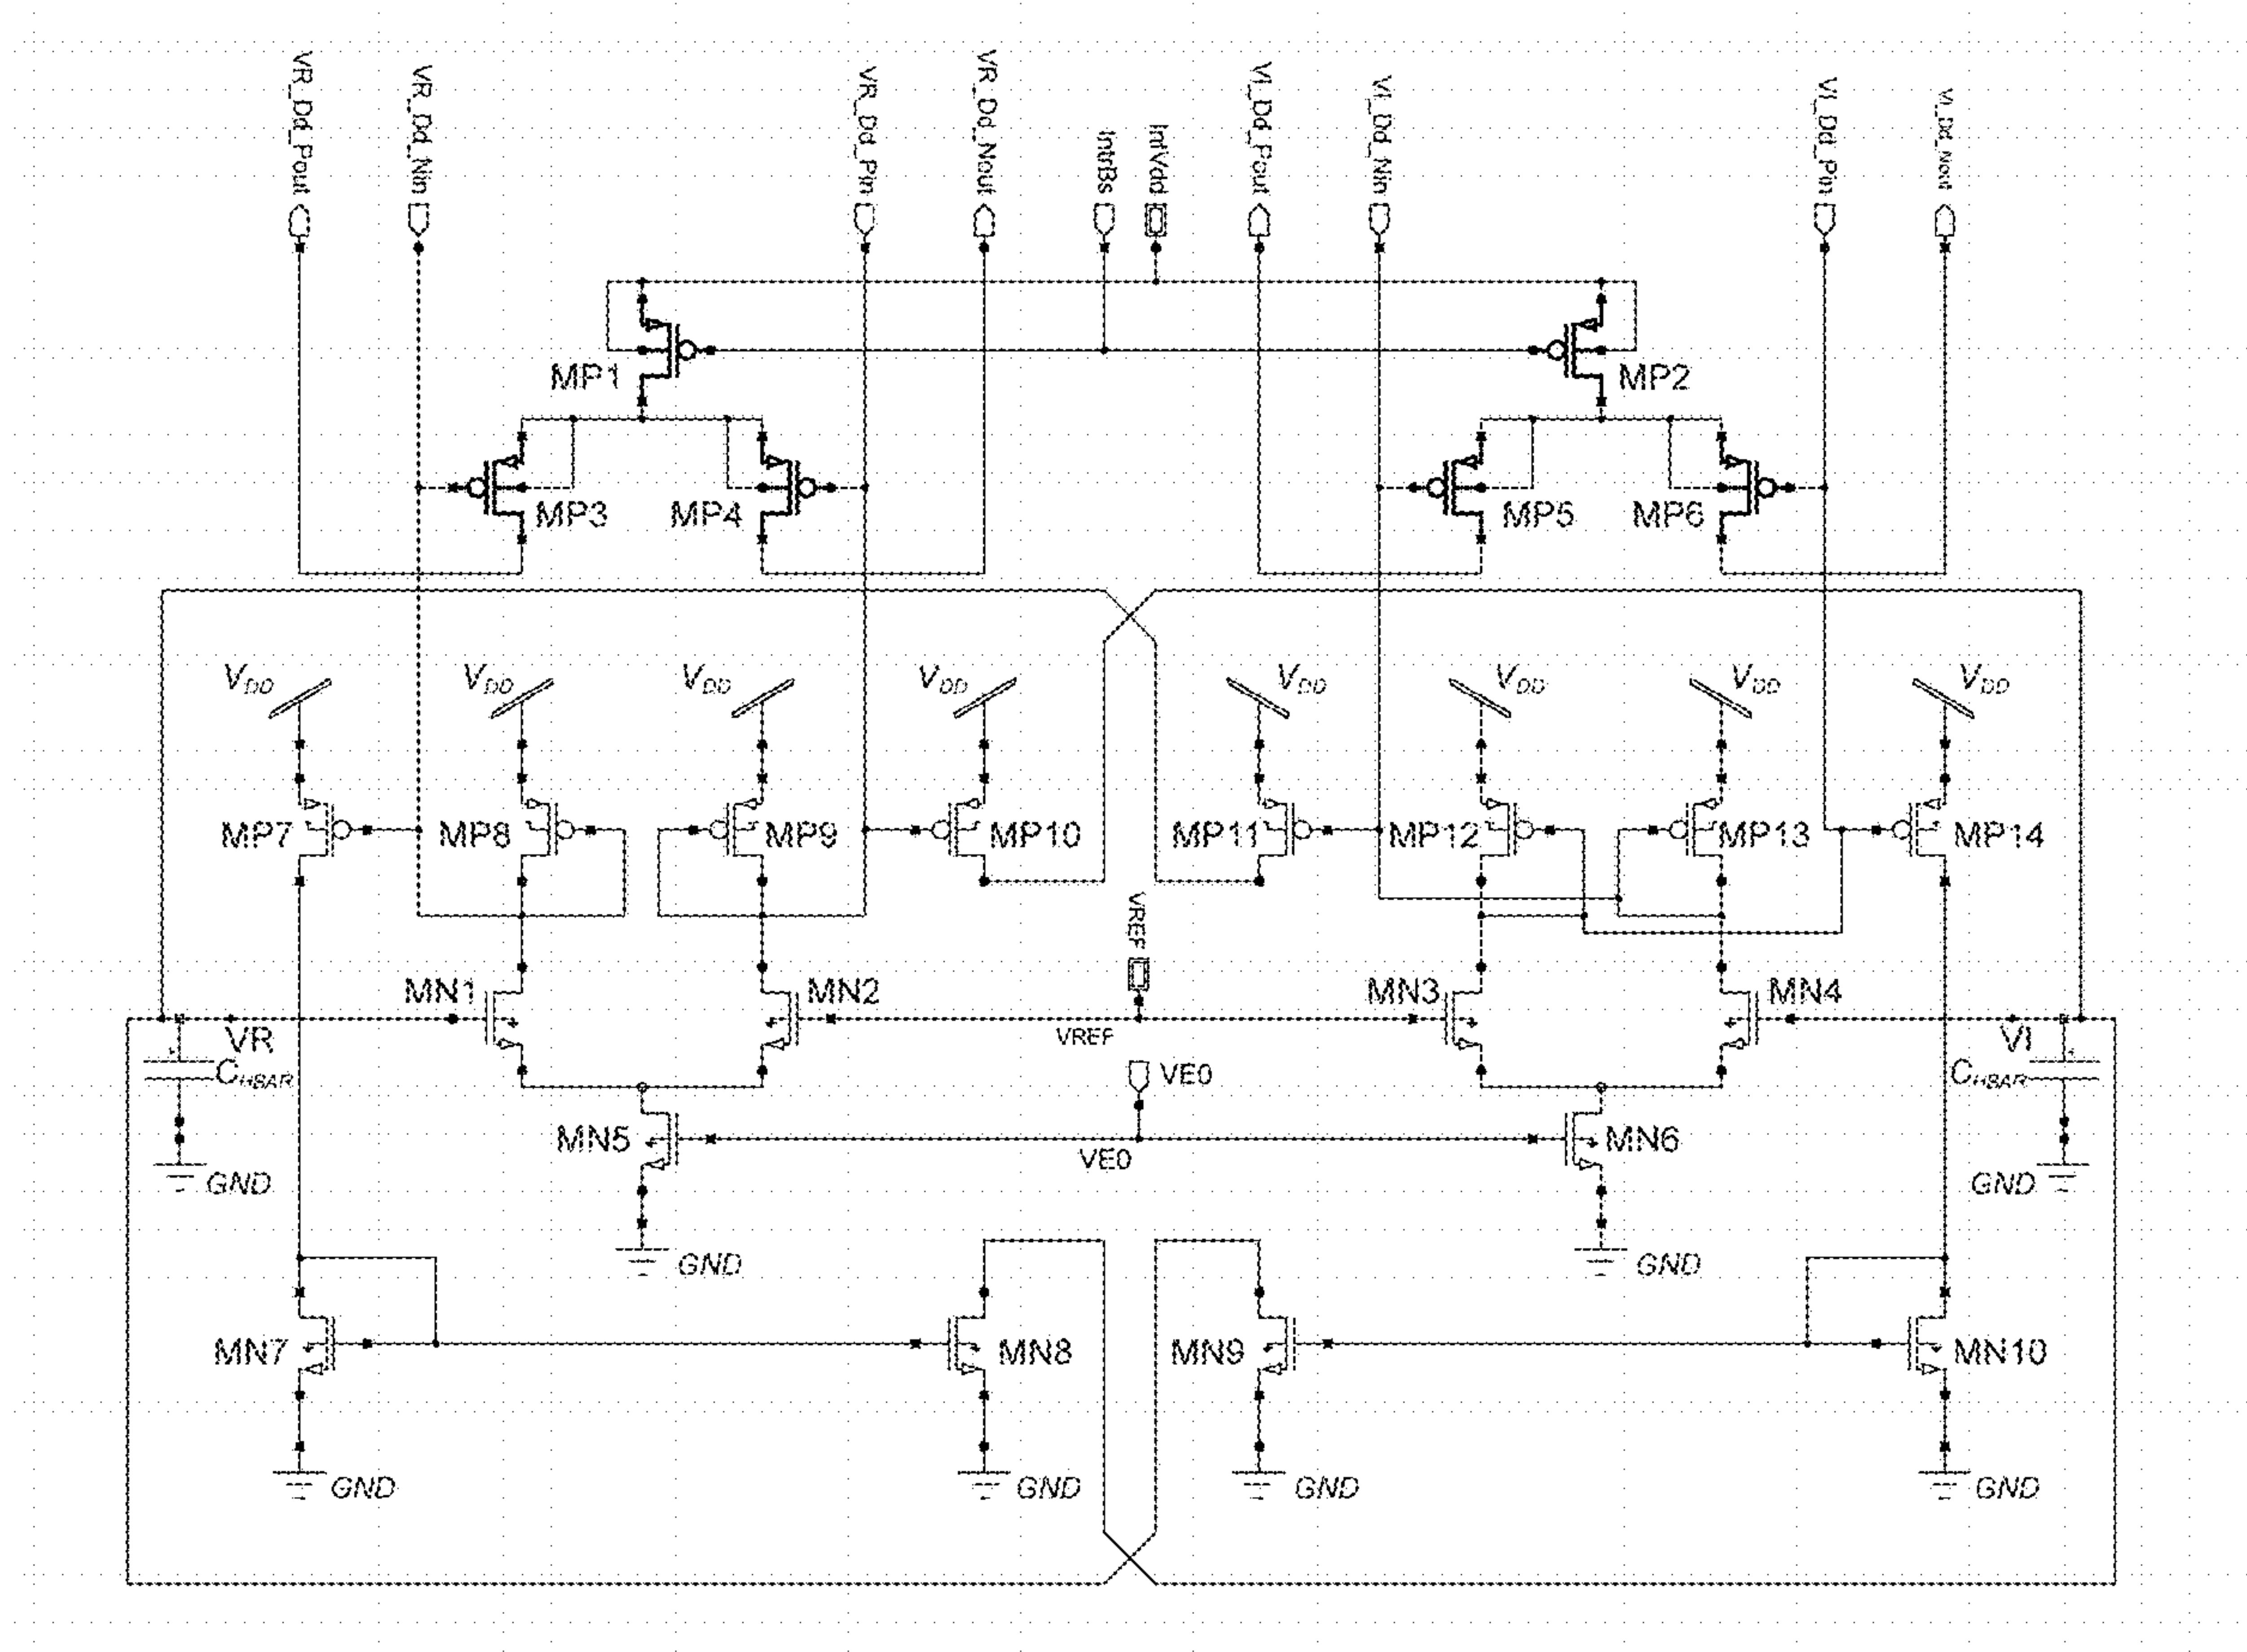 VR_Dd_Pout
VR_Dd_Nin
VR_Dd_Pin
VR_Dd_Nout
IntrBs
IntVdd
VI_Dd_Pout
VI_Dd_Nin
VI_Dd_Pin
VI_Dd_Nout
MP1
MP2
MP3
MP4
MP5
MP6
VDD
VDD
VDD
VDD
VDD
VDD
VDD
VDD
MP7
MP8
MP9
MP10
MP11
MP12
MP13
MP14
VREF
MN1
MN2
MN3
MN4
VR
VREF
VI
CHBAR
VE0
CHBAR
MN5
VE0
MN6
GND
GND
GND
GND
MN7
MN8
MN9
MN10
GND
GND
GND
GND